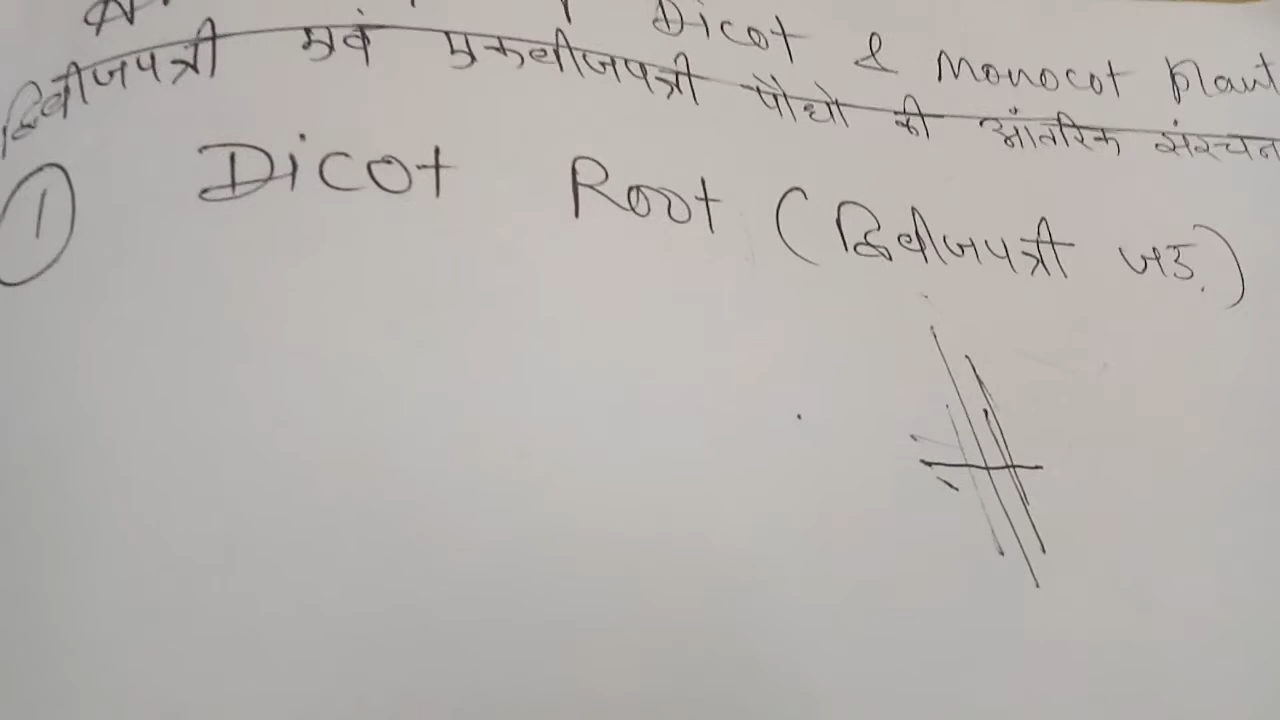 Dicot & Monocot Plant
द्विबीजपत्री एवं एकबीजपत्री पौधो की आंतरिक संरचन
① Dicot Root (द्विबीजपत्री जड़)